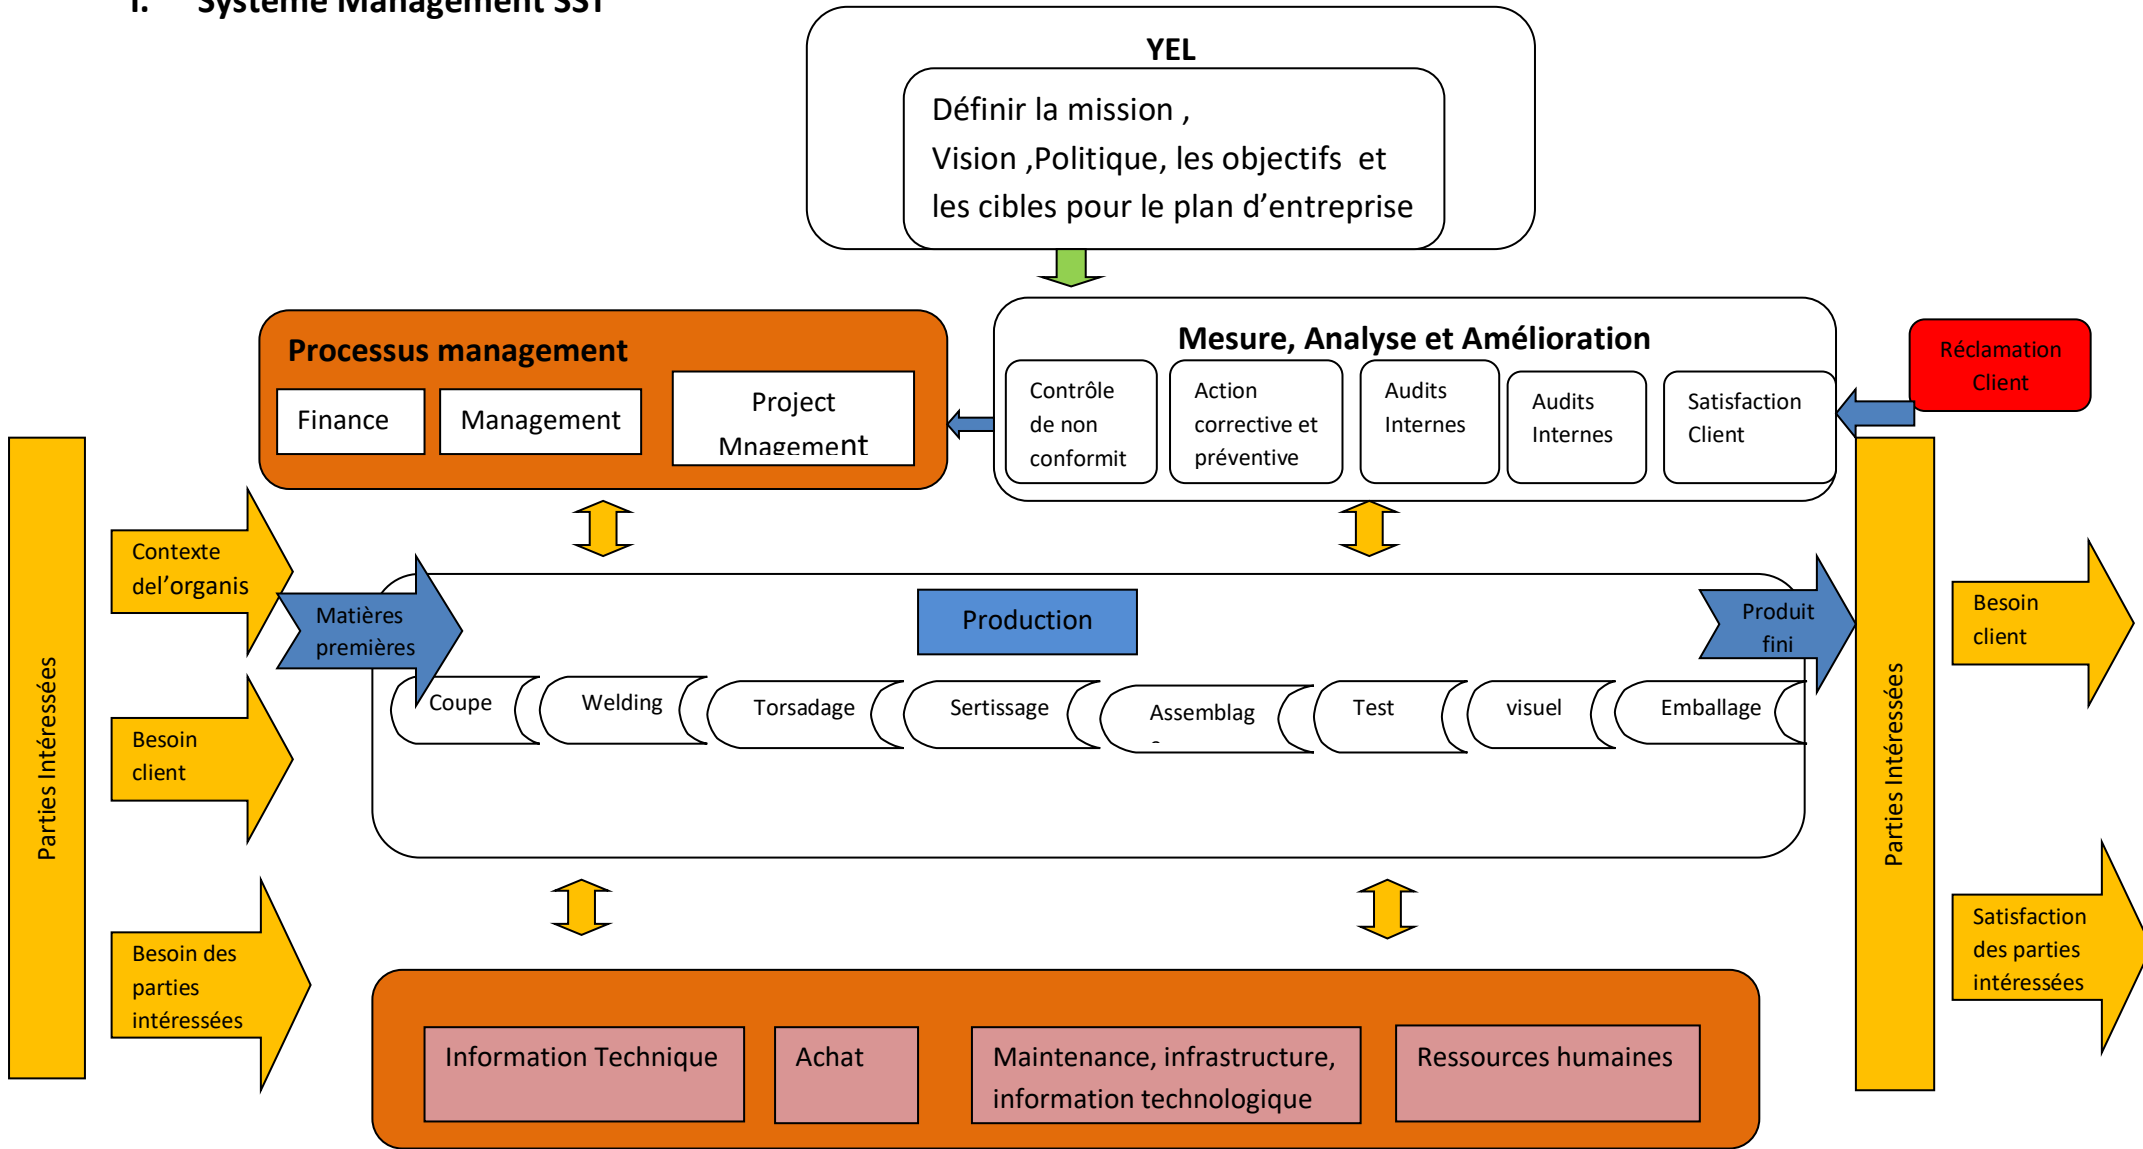 I. Système Management SST
YEL
Définir la mission ,
Vision ,Politique, les objectifs et
les cibles pour le plan d'entreprise
Processus management
Finance
Management
Project
Mnagement
Mesure, Analyse et Amélioration
Contrôle
de non
conformit
Action
corrective et
préventive
Audits
Internes
Audits
Internes
Satisfaction
Client
Réclamation
Client
Parties Intéressées
Contexte
del'organis
Besoin
client
Besoin des
parties
intéressées
Matières
premières
Production
Produit
fini
Coupe
Welding
Torsadage
Sertissage
Assemblag
Test
visuel
Emballage
Parties Intéressées
Besoin
client
Satisfaction
des parties
intéressées
Information Technique
Achat
Maintenance, infrastructure,
information technologique
Ressources humaines